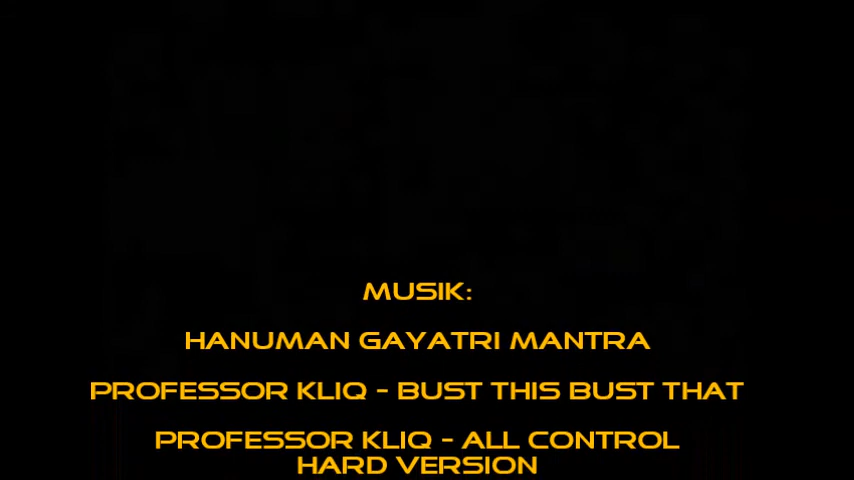 MUSIK:
HANUMAN GAYATRI MANTRA
PROFESSOR KLIQ - BUST THIS BUST THAT
PROFESSOR KLIQ - ALL CONTROL
HARD VERSION